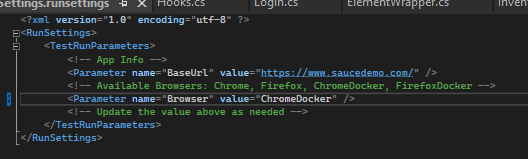 Settings.runsettings Hooks.cs Login.cs ElementWrapper.cs
<?xml version="1.0" encoding="utf-8" ?>
<RunSettings>
<TestRunParameters>
<!-- App Info -->
<Parameter name="BaseUrl" value="https://www.saucedemo.com/" />
<!-- Available Browsers: Chrome, Firefox, ChromeDocker, FirefoxDocker -->
<Parameter name="Browser" value="ChromeDocker" />
<!-- Update the value above as needed -->
</TestRunParameters>
</RunSettings>